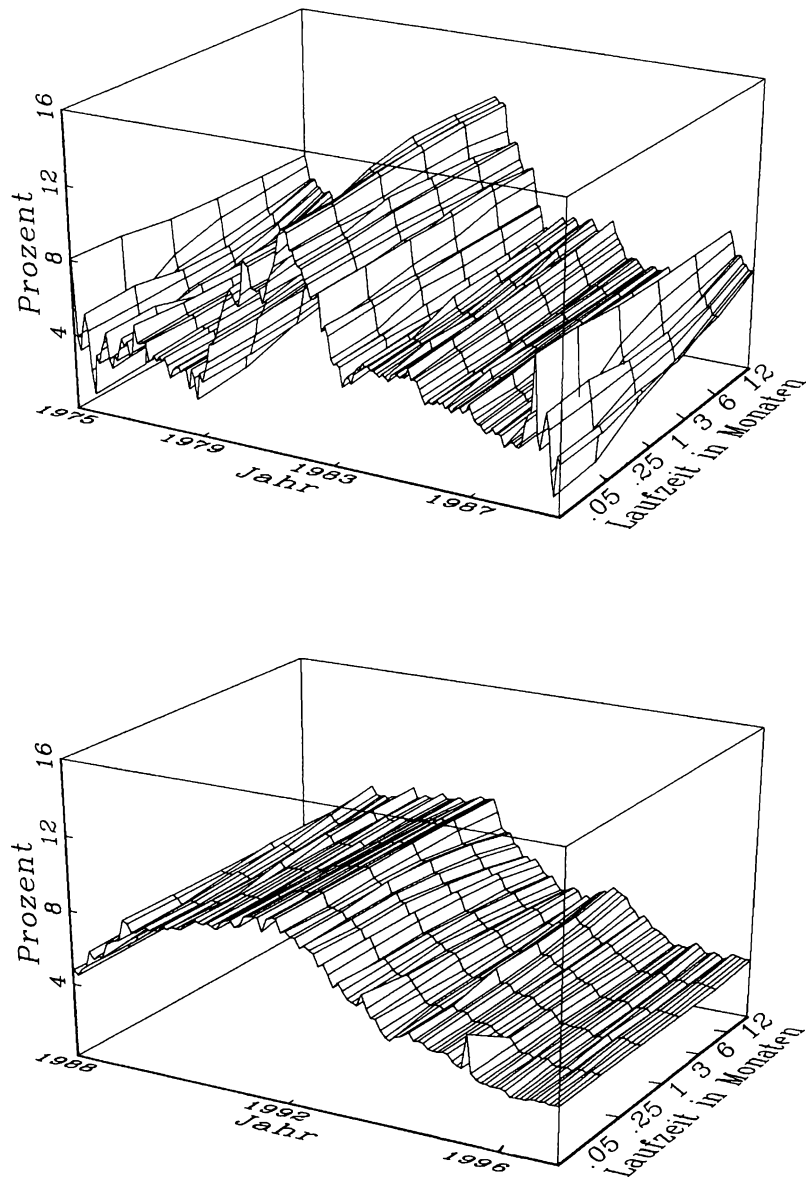 16
12
8
4
Prozent
1975
1979
1983
1987
Jahr
.05 .25 1 3 6 12
Laufzeit in Monaten
16
12
8
4
Prozent
1988
1992
1996
Jahr
.05 .25 1 3 6 12
Laufzeit in Monaten